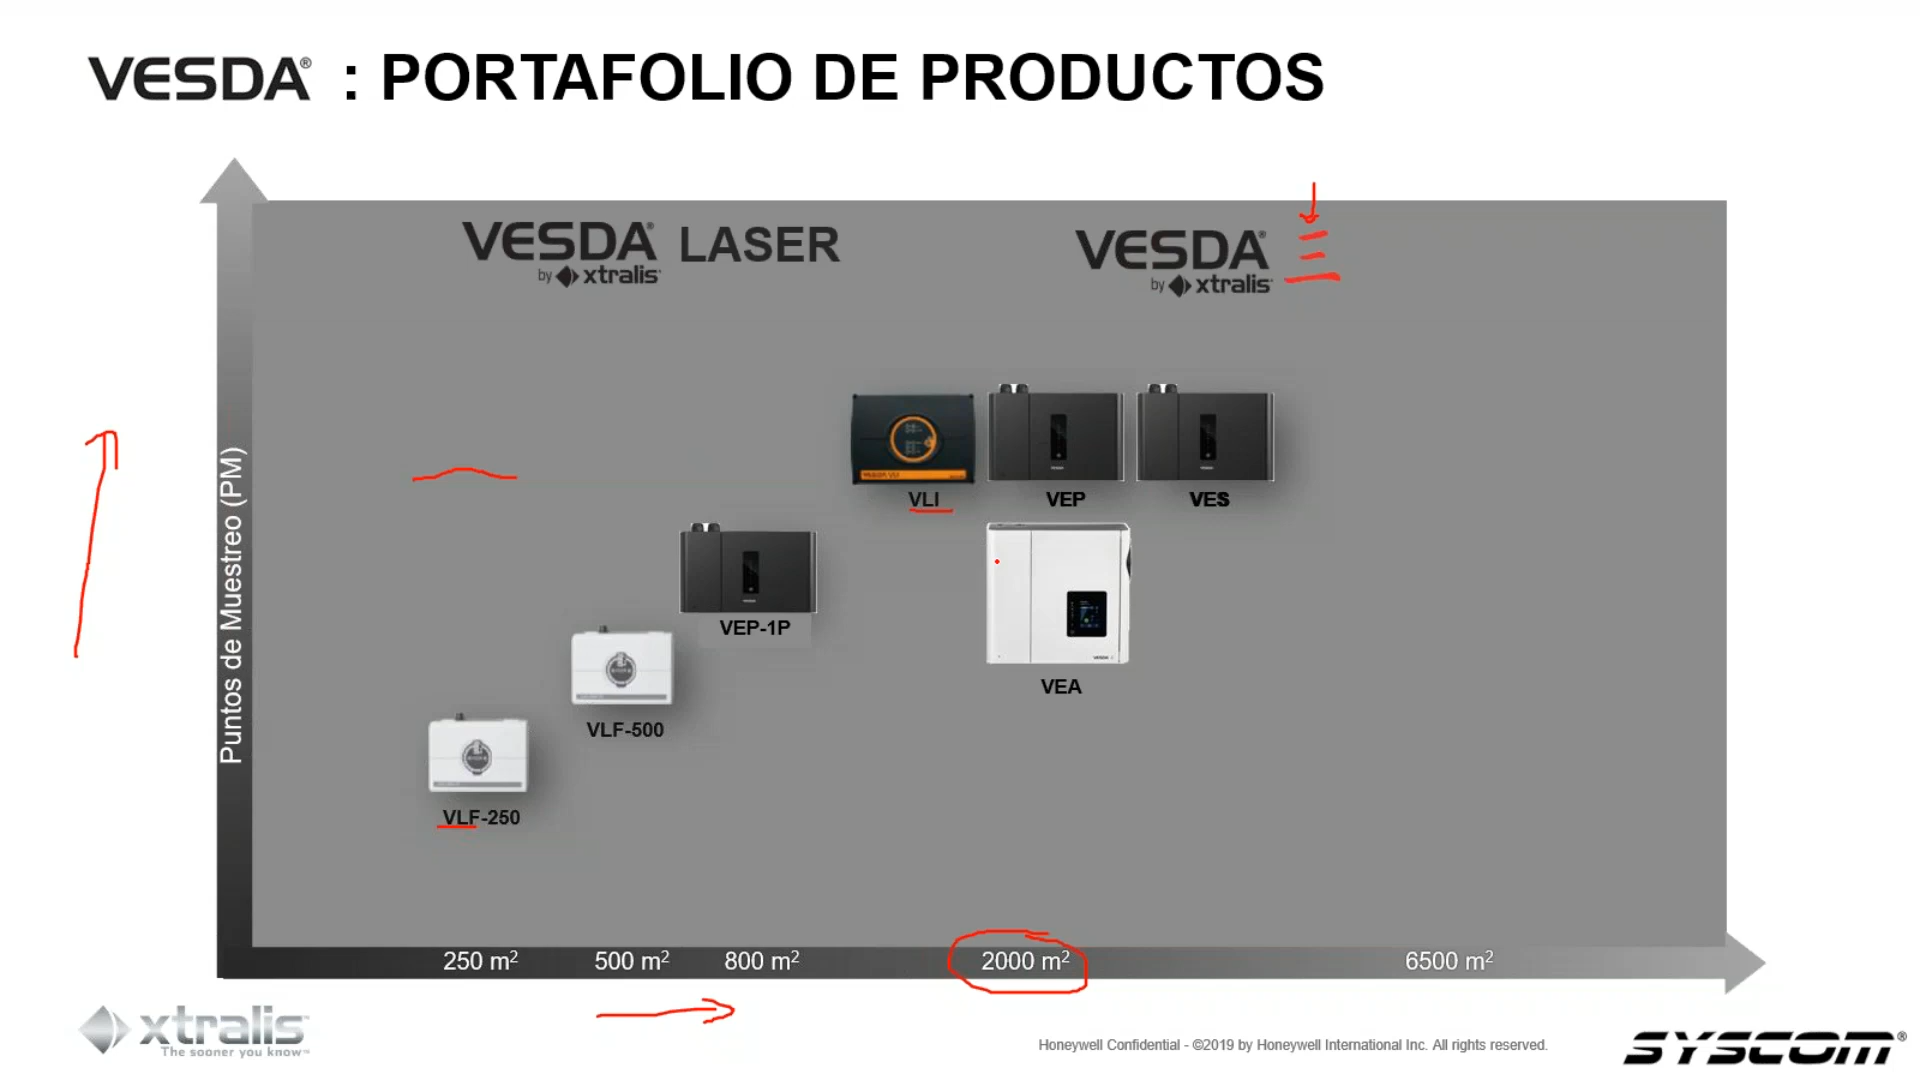 VESDA® : PORTAFOLIO DE PRODUCTOS
VESDA® LASER
by xtralis
VESDA®
by xtralis
Puntos de Muestreo (PM)
VLI
VEP
VES
VEP-1P
VEA
VLF-500
VLF-250
250 m²
500 m²
800 m²
2000 m²
6500 m²
xtralis
The sooner you know™
Honeywell Confidential - ©2019 by Honeywell International Inc. All rights reserved.
SYSCOM®